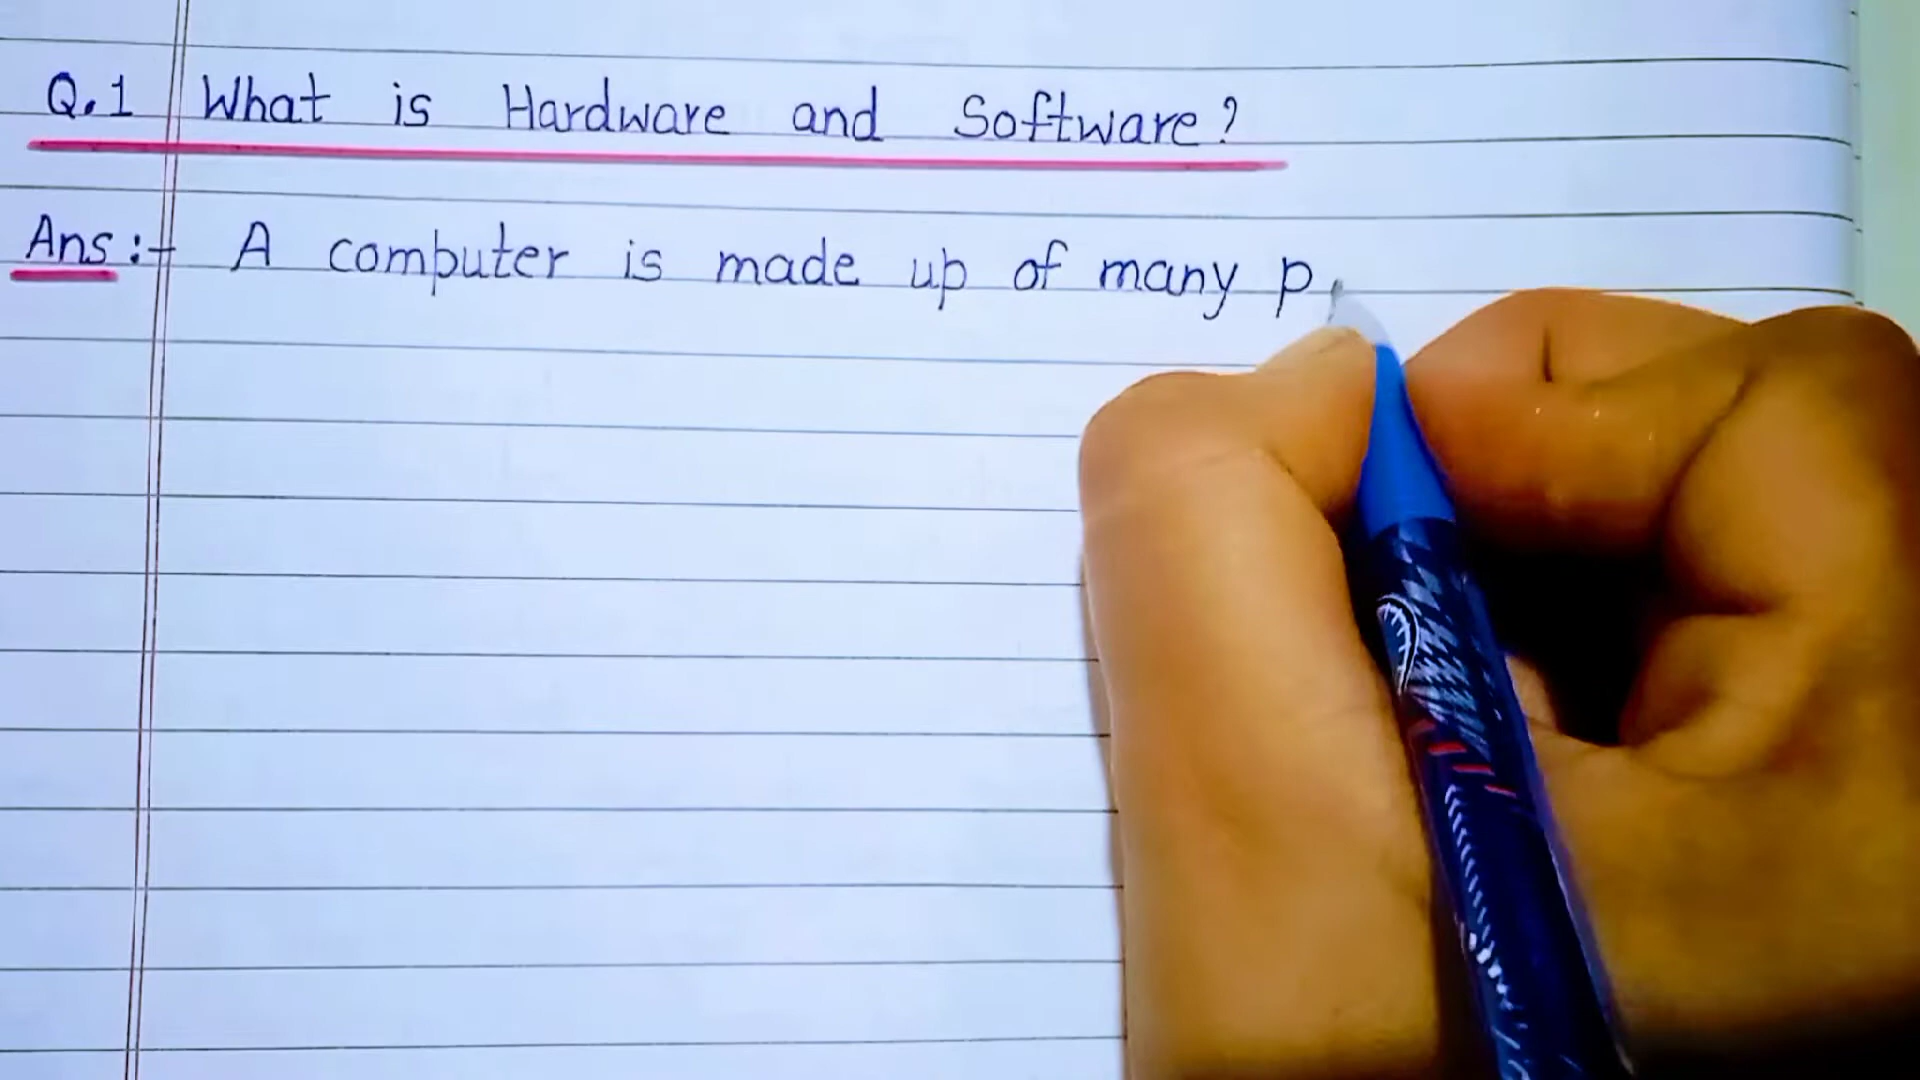 Q.1 What is Hardware and Software?
Ans :- A computer is made up of many p